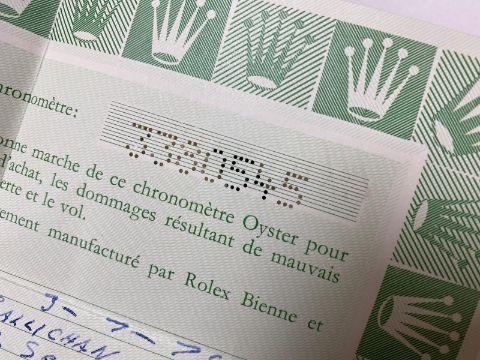 hronomètre:
onne marche de ce chronomètre Oyster pour
l'achat, les dommages résultant de mauvais
erte et le vol.
ement manufacturé par Rolex Bienne et
ALLICHAN